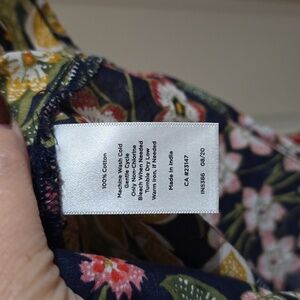 100% Cotton
Machine Wash Cold
Gentle Cycle
Only Non-Chlorine
Bleach When Needed
Tumble Dry Low
Warm Iron, if Needed
Made in India
CA #23147
IN5386 08/20